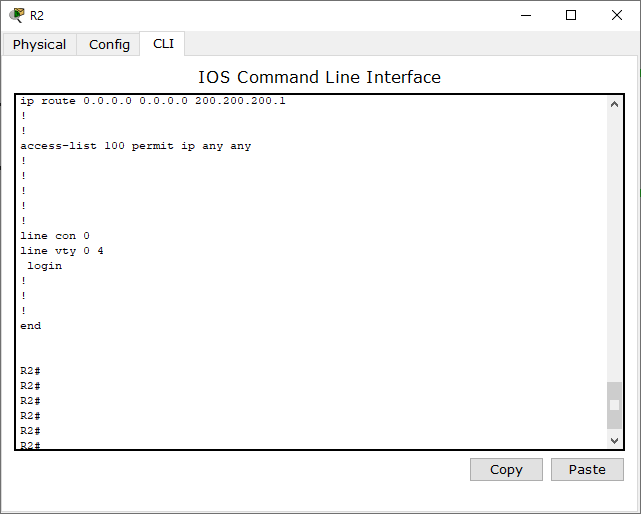 R2
Physical Config CLI
IOS Command Line Interface
ip route 0.0.0.0 0.0.0.0 200.200.200.1
!
!
access-list 100 permit ip any any
!
!
!
!
!
line con 0
line vty 0 4
 login
!
!
!
end
R2#
R2#
R2#
R2#
R2#
R2#
Copy Paste